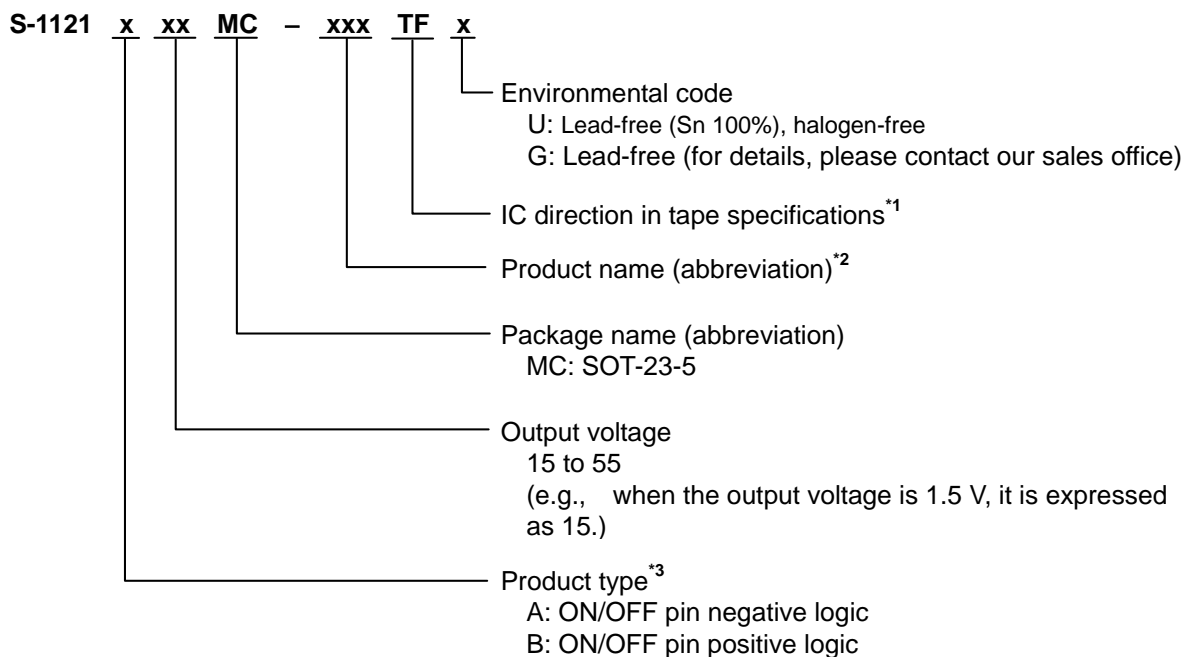 S-1121 x xx MC – xxx TF x
Environmental code
U: Lead-free (Sn 100%), halogen-free
G: Lead-free (for details, please contact our sales office)
IC direction in tape specifications*1
Product name (abbreviation)*2
Package name (abbreviation)
MC: SOT-23-5
Output voltage
15 to 55
(e.g., when the output voltage is 1.5 V, it is expressed
as 15.)
Product type*3
A: ON/OFF pin negative logic
B: ON/OFF pin positive logic